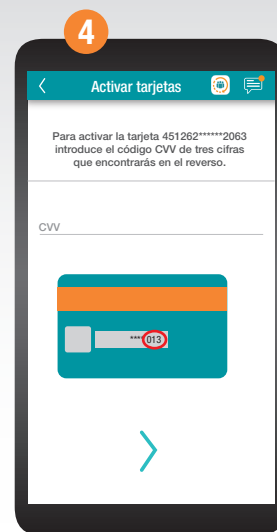 4
Activar tarjetas
Para activar la tarjeta 451262******2063
introduce el código CVV de tres cifras
que encontrarás en el reverso.
CVV
****013